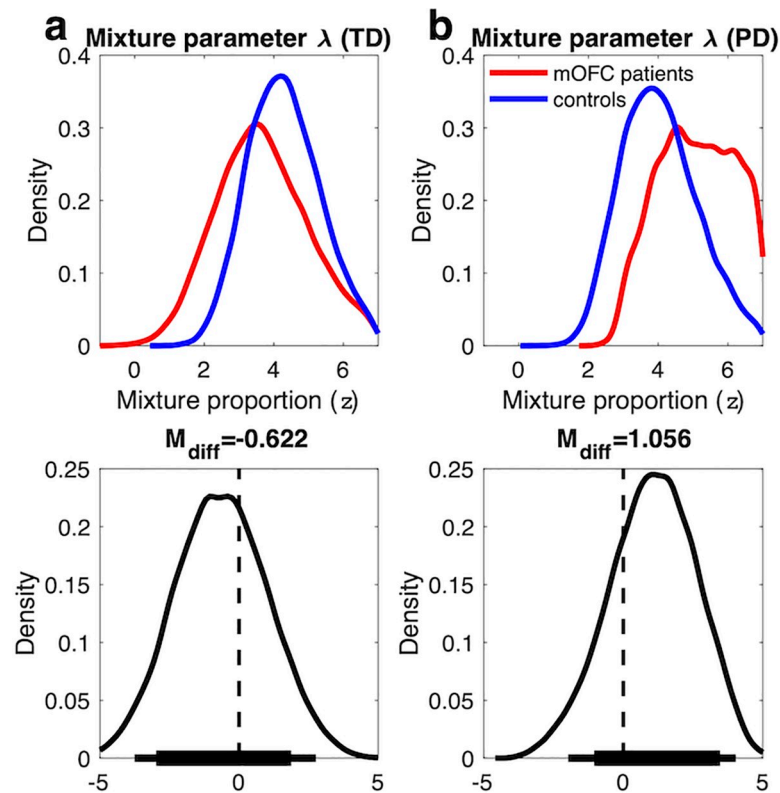 a
Mixture parameter λ (TD)
0.4
0.3
0.2
0.1
0
Density
0 2 4 6
Mixture proportion (z)
b
Mixture parameter λ (PD)
mOFC patients
controls
0.4
0.3
0.2
0.1
0
Density
0 2 4 6
Mixture proportion (z)
M_diff=-0.622
0.25
0.2
0.15
0.1
0.05
0
Density
-5 0 5
M_diff=1.056
0.25
0.2
0.15
0.1
0.05
0
Density
-5 0 5